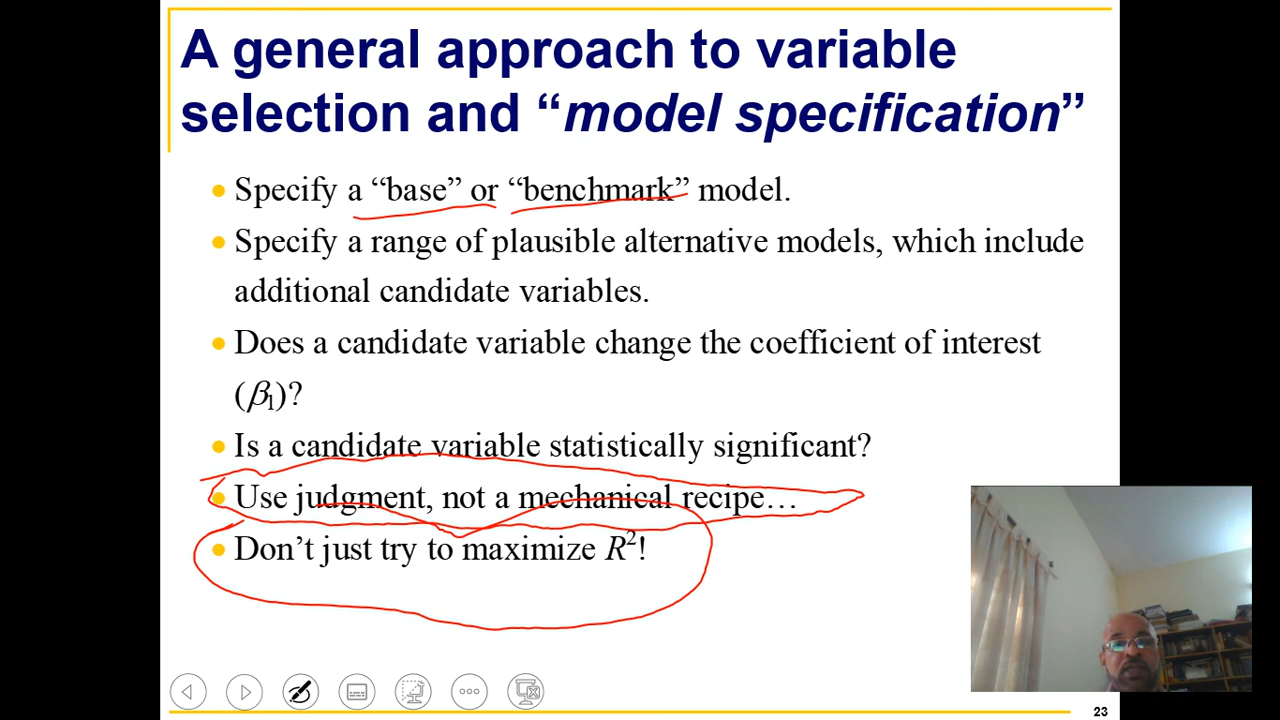 A general approach to variable
selection and “model specification”
● Specify a “base” or “benchmark” model.
● Specify a range of plausible alternative models, which include
additional candidate variables.
● Does a candidate variable change the coefficient of interest
(β₁)?
● Is a candidate variable statistically significant?
● Use judgment, not a mechanical recipe…
● Don’t just try to maximize R²!
23